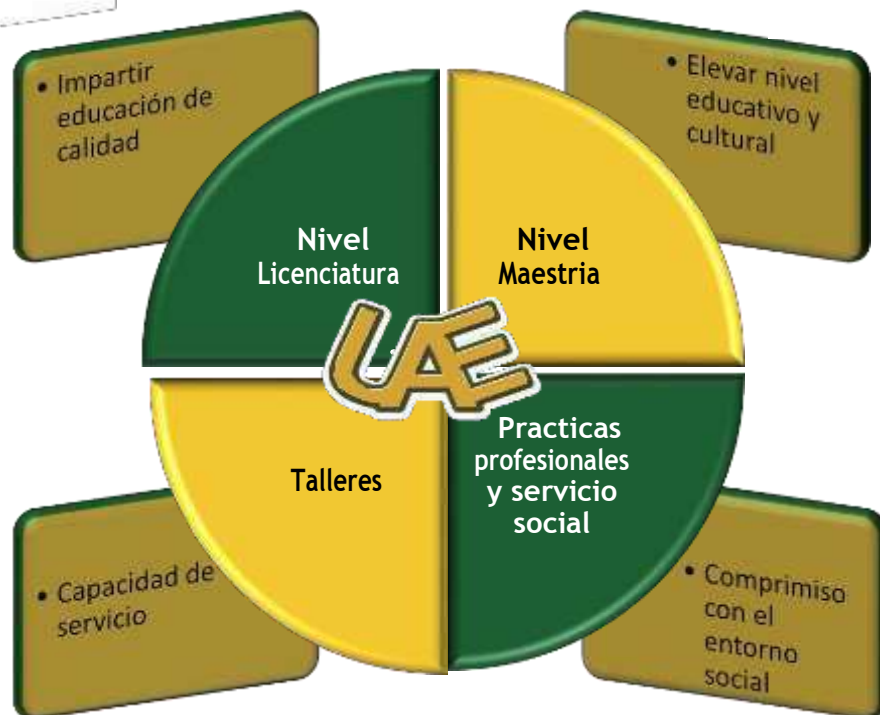 • Impartir
educación de
calidad
• Elevar nivel
educativo y
cultural
Nivel
Licenciatura
Nivel
Maestria
UAE
Talleres
Practicas
profesionales
y servicio
social
• Capacidad de
servicio
• Comprimiso
con el
entorno
social